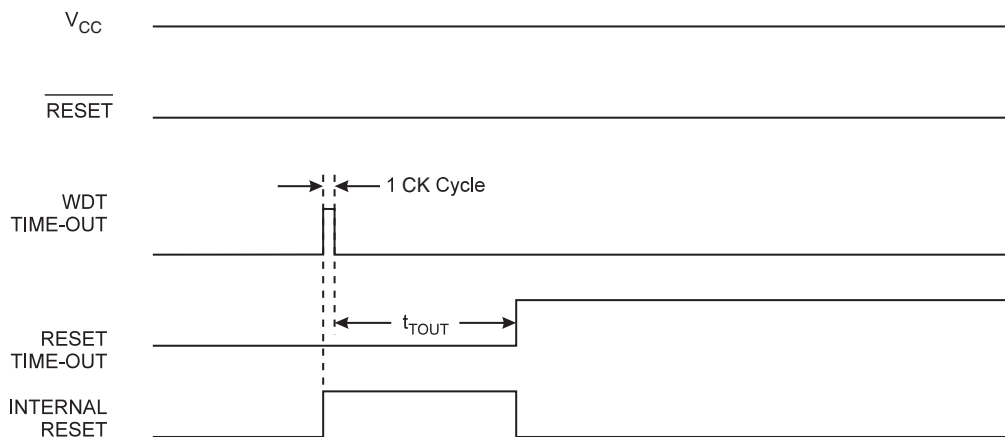 VCC
RESET
1 CK Cycle
WDT
TIME-OUT
tTOUT
RESET
TIME-OUT
INTERNAL
RESET